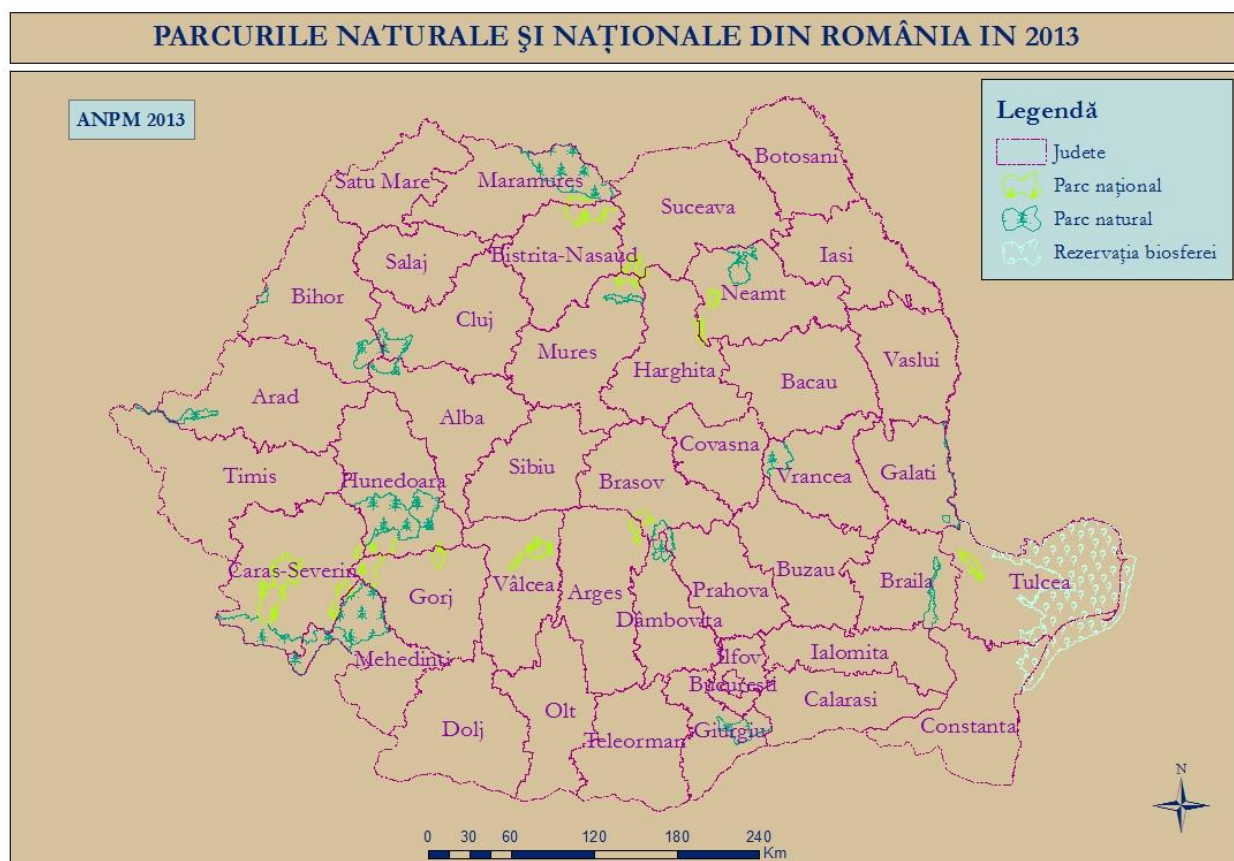 PARCURILE NATURALE ŞI NAŢIONALE DIN ROMÂNIA IN 2013
ANPM 2013
Legendă
Judete
Parc naţional
Parc natural
Rezervaţia biosferei
Botosani
Satu Mare
Maramures
Suceava
Iasi
Salaj
Bistrita-Nasaud
Bihor
Neamt
Cluj
Mures
Harghita
Vaslui
Bacau
Arad
Alba
Covasna
Timis
Hunedoara
Sibiu
Brasov
Vrancea
Galati
Caras-Severin
Gorj
Vâlcea
Arges
Prahova
Buzau
Braila
Tulcea
Dâmbovita
Mehedinti
Ilfov
Ialomita
Bucuresti
Calarasi
Dolj
Olt
Teleorman
Giurgiu
Constanta
N
0 30 60 120 180 240
Km